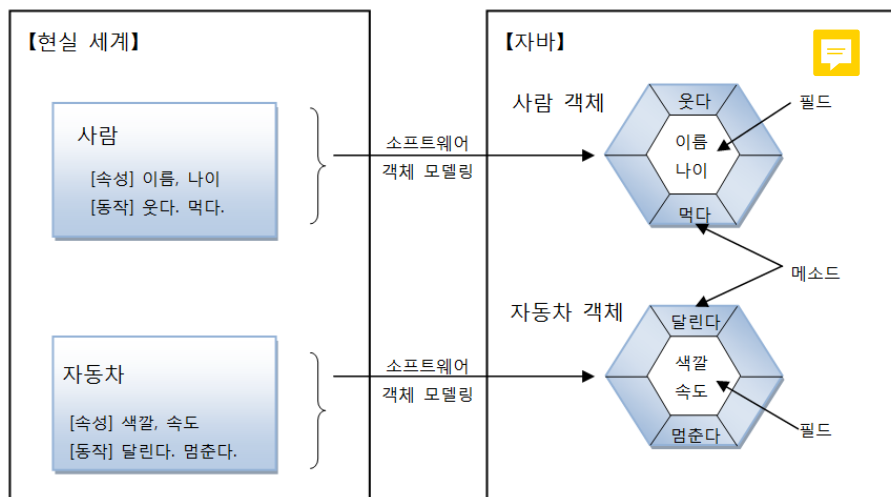 【현실 세계】
사람
[속성] 이름, 나이
[동작] 웃다. 먹다.
자동차
[속성] 색깔, 속도
[동작] 달린다. 멈춘다.
소프트웨어
객체 모델링
소프트웨어
객체 모델링
【자바】
사람 객체
웃다
이름
나이
먹다
필드
메소드
자동차 객체
달린다
색깔
속도
멈춘다
필드